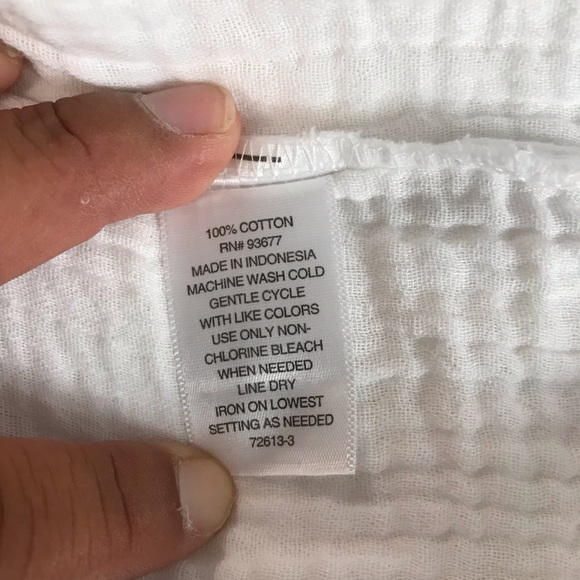 100% COTTON
RN# 93677
MADE IN INDONESIA
MACHINE WASH COLD
GENTLE CYCLE
WITH LIKE COLORS
USE ONLY NON-
CHLORINE BLEACH
WHEN NEEDED
LINE DRY
IRON ON LOWEST
SETTING AS NEEDED
72613-3